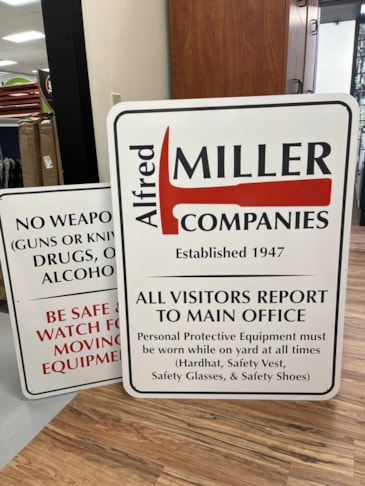 Alfred
MILLER
COMPANIES
Established 1947
ALL VISITORS REPORT
TO MAIN OFFICE
Personal Protective Equipment must
be worn while on yard at all times
(Hardhat, Safety Vest,
Safety Glasses, & Safety Shoes)
NO WEAPO
(GUNS OR KNI
DRUGS, O
ALCOHO
BE SAFE &
WATCH FO
MOVIN
EQUIPME